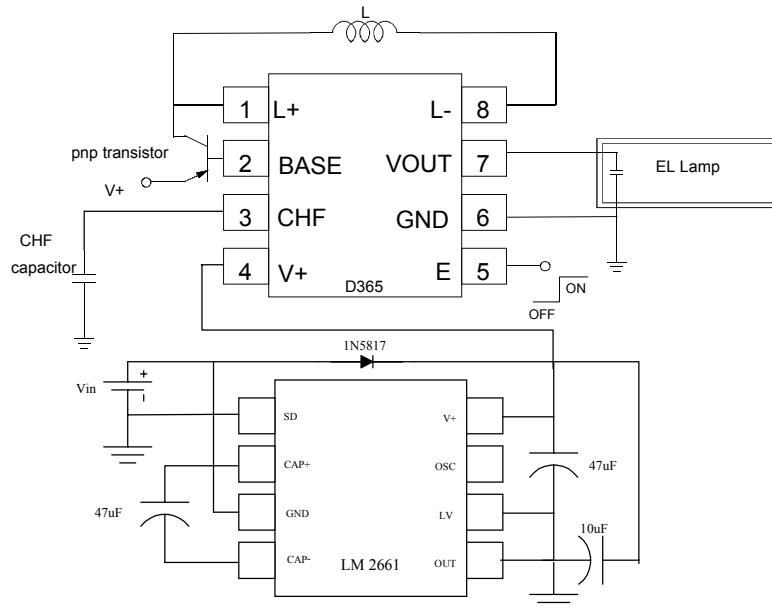 L
1 L+ L- 8
pnp transistor
2 BASE VOUT 7
EL Lamp
V+
3 CHF GND 6
CHF
capacitor
4 V+ E 5
D365
ON
OFF
1N5817
+
Vin
-
SD V+
CAP+ OSC
47uF
47uF
GND LV
10uF
CAP- LM 2661 OUT